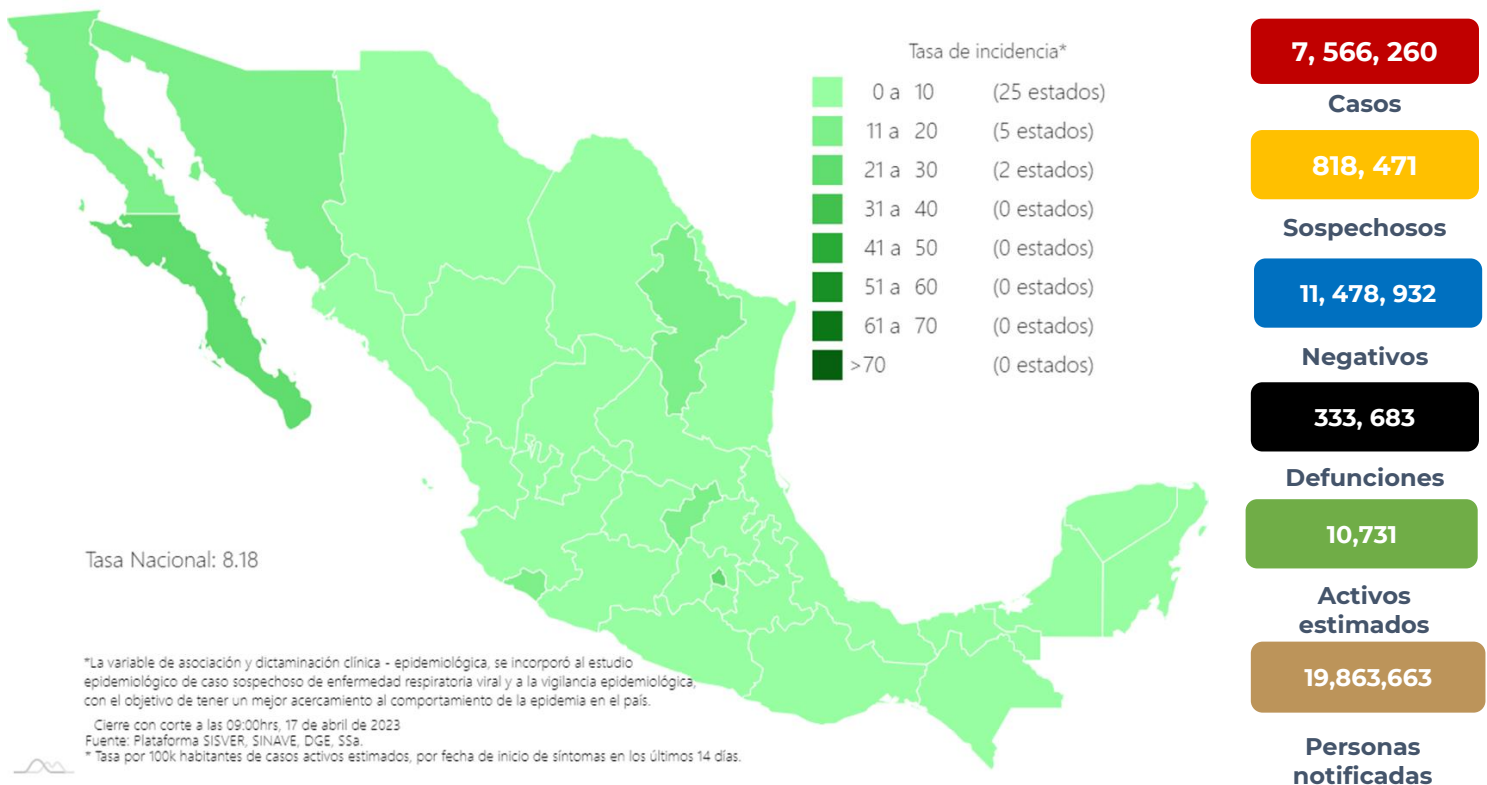 Tasa de incidencia*
0 a 10 (25 estados)
11 a 20 (5 estados)
21 a 30 (2 estados)
31 a 40 (0 estados)
41 a 50 (0 estados)
51 a 60 (0 estados)
61 a 70 (0 estados)
>70 (0 estados)
Tasa Nacional: 8.18
*La variable de asociación y dictaminación clínica - epidemiológica, se incorporó al estudio
epidemiológico de caso sospechoso de enfermedad respiratoria viral y a la vigilancia epidemiológica,
con el objetivo de tener un mejor acercamiento al comportamiento de la epidemia en el país.
Cierre con corte a las 09:00hrs, 17 de abril de 2023
Fuente: Plataforma SISVER, SINAVE, DGE, SSa.
* Tasa por 100k habitantes de casos activos estimados, por fecha de inicio de síntomas en los últimos 14 días.
7, 566, 260
Casos
818, 471
Sospechosos
11, 478, 932
Negativos
333, 683
Defunciones
10,731
Activos
estimados
19,863,663
Personas
notificadas